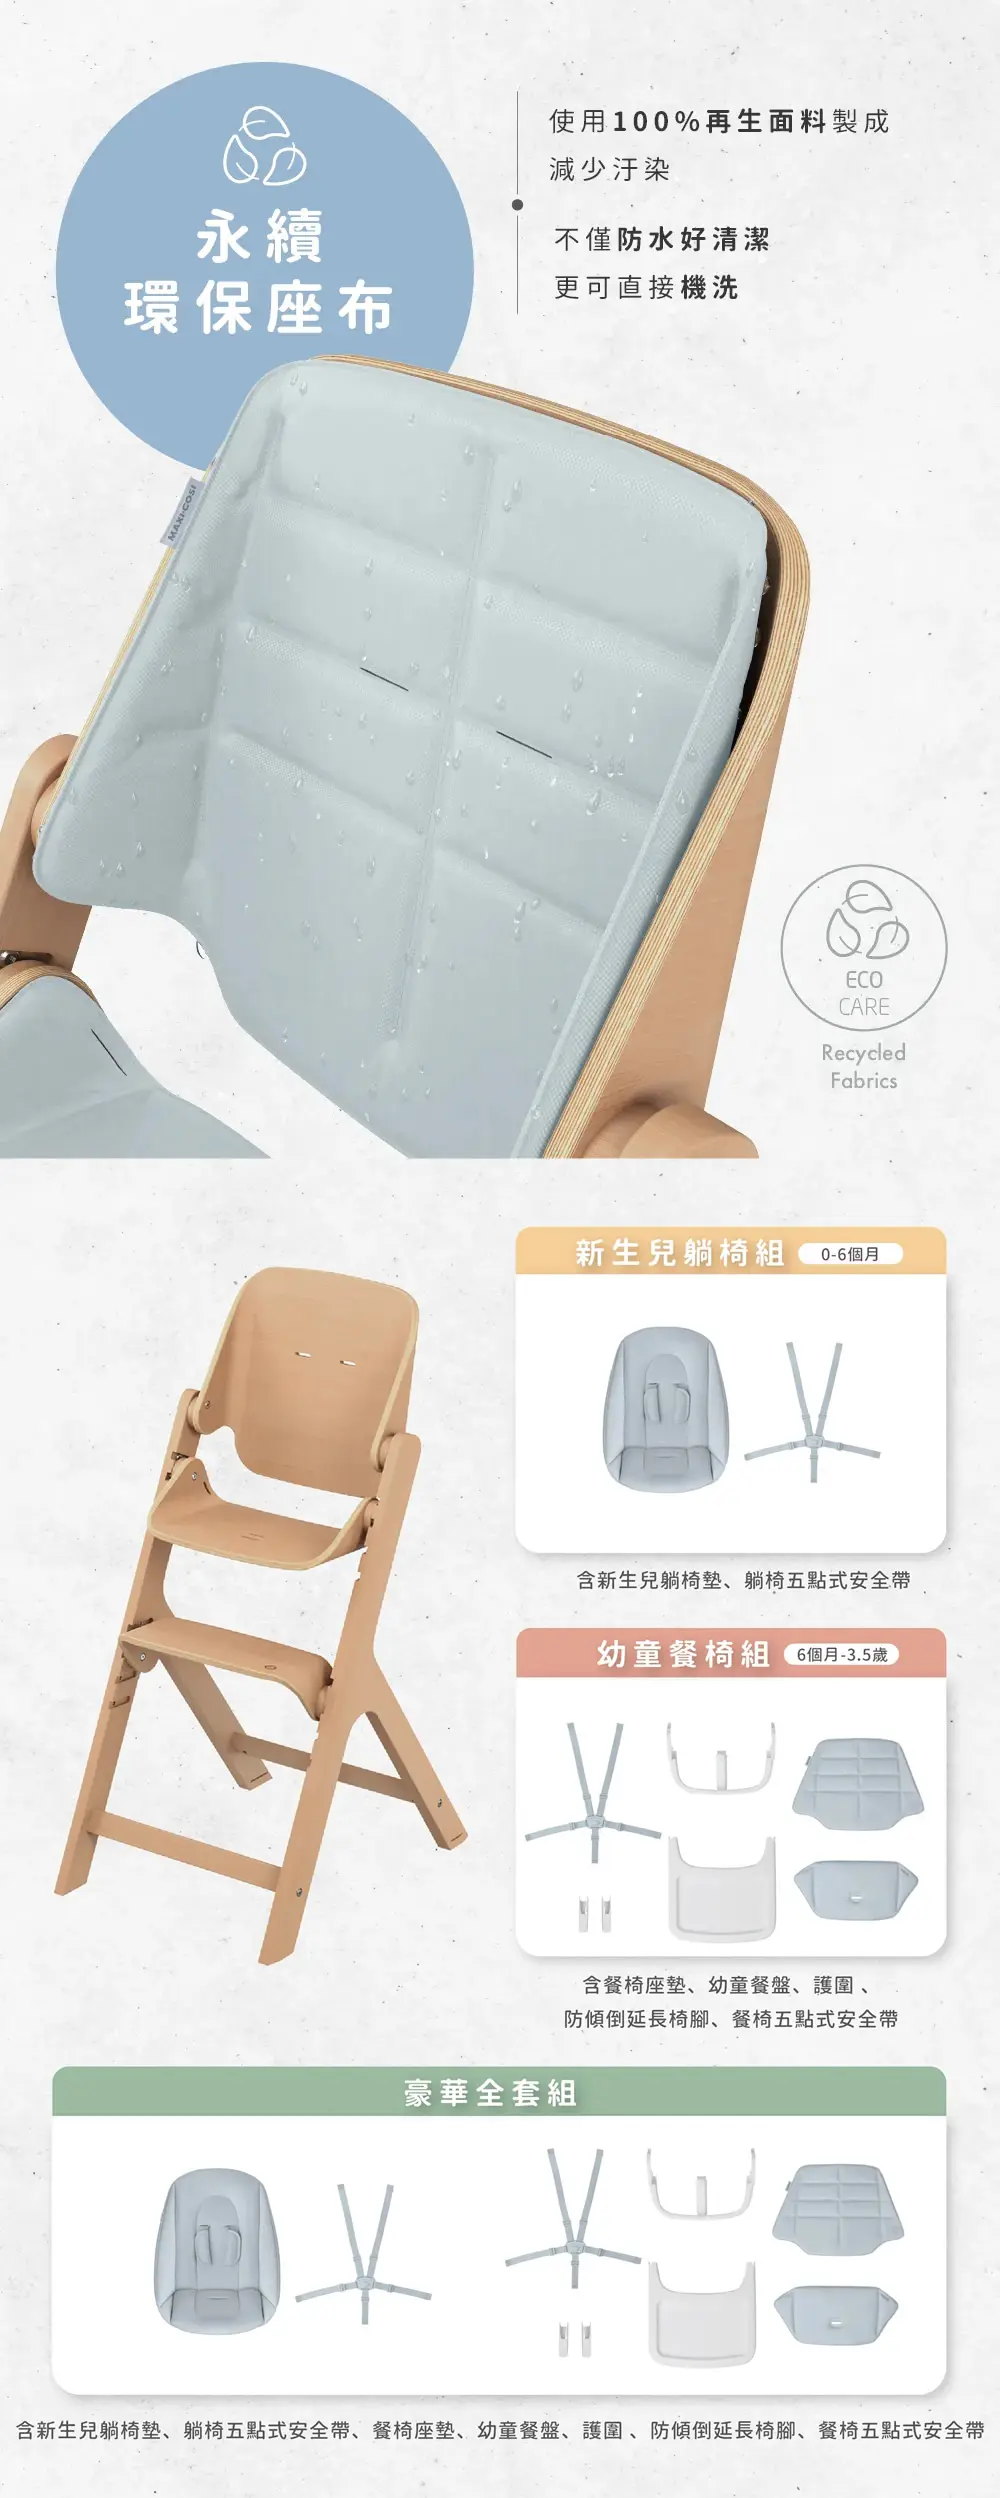 永續
環保座布
使用100%再生面料製成
減少汙染
不僅防水好清潔
更可直接機洗
MAXI-COSI
ECO
CARE
Recycled
Fabrics
新生兒躺椅組 0-6個月
含新生兒躺椅墊、躺椅五點式安全帶
幼童餐椅組 6個月-3.5歲
含餐椅座墊、幼童餐盤、護圍、
防傾倒延長椅腳、餐椅五點式安全帶
豪華全套組
含新生兒躺椅墊、躺椅五點式安全帶、餐椅座墊、幼童餐盤、護圍、防傾倒延長椅腳、餐椅五點式安全帶